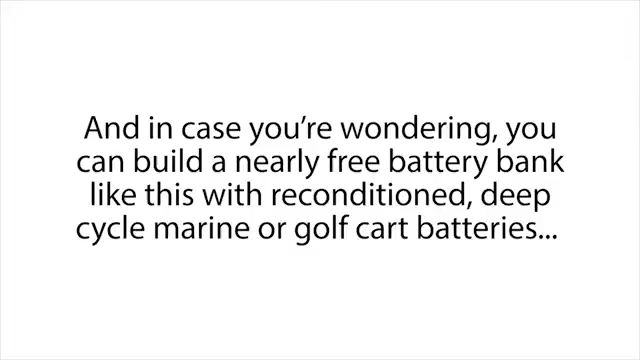 And in case you’re wondering, you
can build a nearly free battery bank
like this with reconditioned, deep
cycle marine or golf cart batteries...